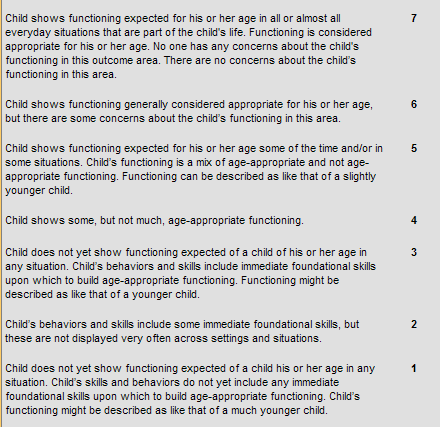 Child shows functioning expected for his or her age in all or almost all 7
everyday situations that are part of the child's life. Functioning is considered
appropriate for his or her age. No one has any concerns about the child's
functioning in this outcome area. There are no concerns about the child's
functioning in this area.
Child shows functioning generally considered appropriate for his or her age, 6
but there are some concerns about the child's functioning in this area.
Child shows functioning expected for his or her age some of the time and/or in 5
some situations. Child's functioning is a mix of age-appropriate and not age-
appropriate functioning. Functioning can be described as like that of a slightly
younger child.
Child shows some, but not much, age-appropriate functioning. 4
Child does not yet show functioning expected of a child of his or her age in 3
any situation. Child's behaviors and skills include immediate foundational skills
upon which to build age-appropriate functioning. Functioning might be
described as like that of a younger child.
Child's behaviors and skills include some immediate foundational skills, but 2
these are not displayed very often across settings and situations.
Child does not yet show functioning expected of a child his or her age in any 1
situation. Child's skills and behaviors do not yet include any immediate
foundational skills upon which to build age-appropriate functioning. Child's
functioning might be described as like that of a much younger child.